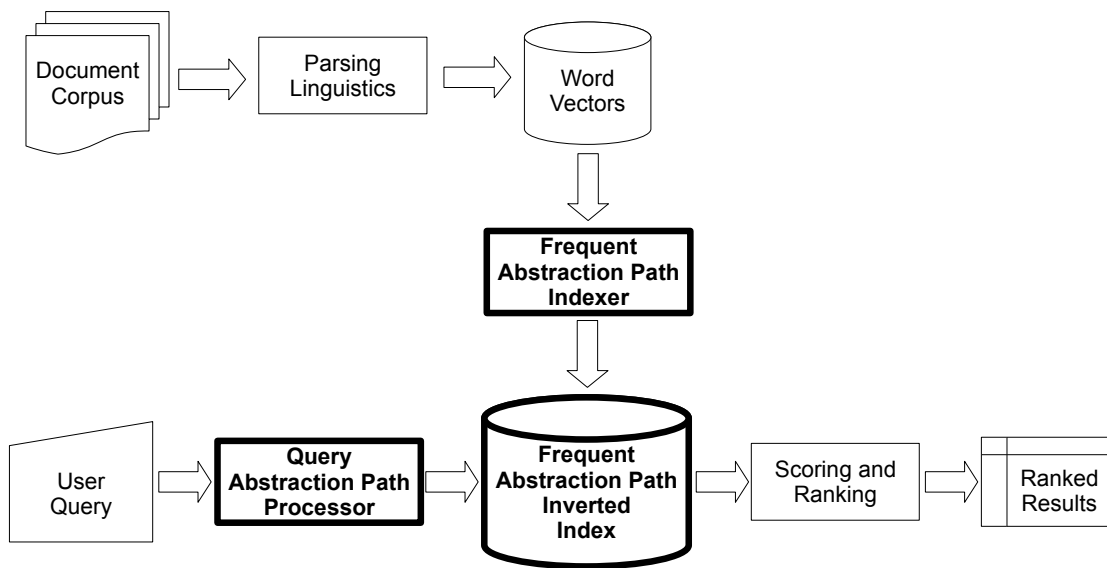 Document
Corpus
Parsing
Linguistics
Word
Vectors
Frequent
Abstraction Path
Indexer
User
Query
Query
Abstraction Path
Processor
Frequent
Abstraction Path
Inverted
Index
Scoring and
Ranking
Ranked
Results